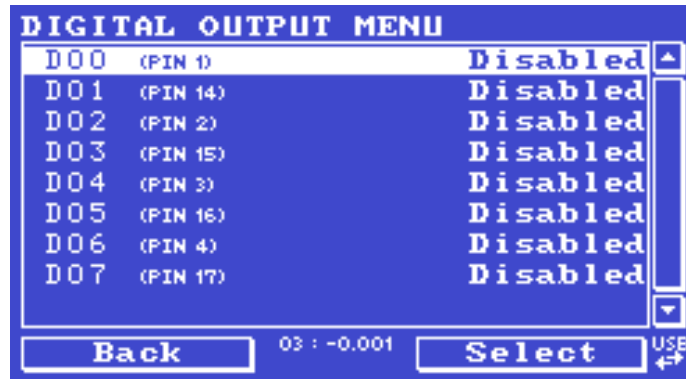 DIGITAL OUTPUT MENU
DO0 (PIN 1) Disabled
DO1 (PIN 14) Disabled
DO2 (PIN 2) Disabled
DO3 (PIN 15) Disabled
DO4 (PIN 3) Disabled
DO5 (PIN 16) Disabled
DO6 (PIN 4) Disabled
DO7 (PIN 17) Disabled
Back 03 : -0.001 Select USB